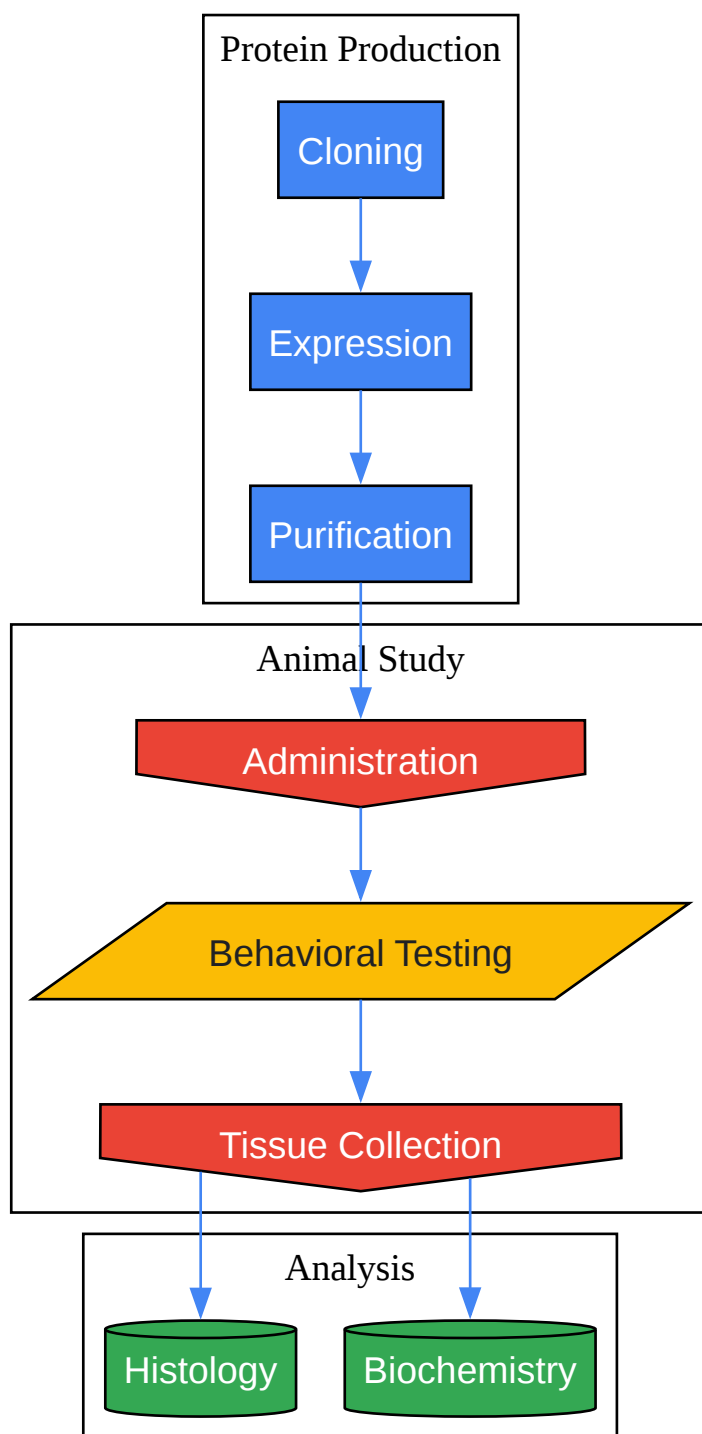 Protein Production
Cloning
Expression
Purification
Animal Study
Administration
Behavioral Testing
Tissue Collection
Analysis
Histology
Biochemistry